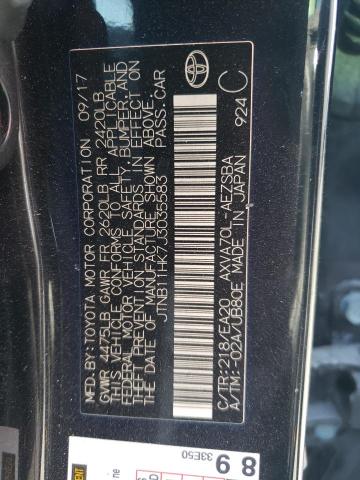 MFD. BY: TOYOTA MOTOR CORPORATION 09/17
GVWR 4475LB GAWR FR 2620LB RR 2420LB
THIS VEHICLE CONFORMS TO ALL APPLICABLE
FEDERAL MOTOR VEHICLE SAFETY, BUMPER, AND
THEFT PREVENTION STANDARDS IN EFFECT ON
THE DATE OF MANUFACTURE SHOWN ABOVE.
JTNB11HK7J3035583 PASS.CAR
C/TR:218/EA20 AXVA70L-AEZSBA
A/TM:-02A/UB80E MADE IN JAPAN 924
C
8 9
33E50